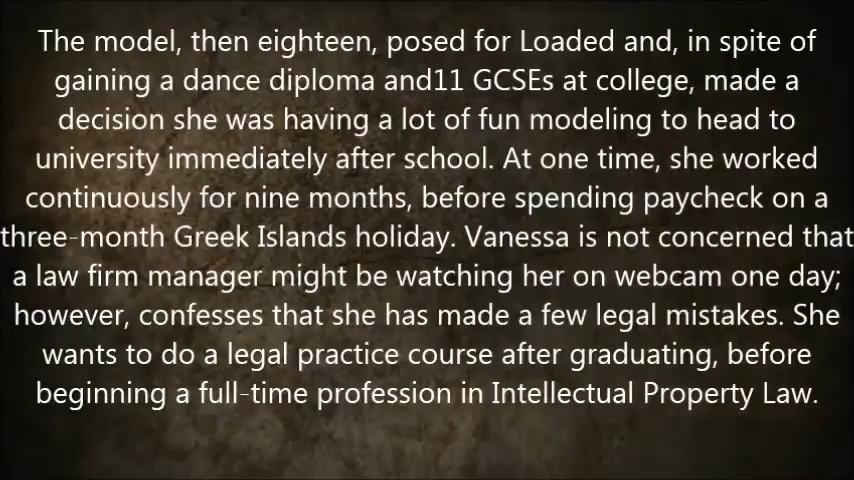 The model, then eighteen, posed for Loaded and, in spite of
gaining a dance diploma and11 GCSEs at college, made a
decision she was having a lot of fun modeling to head to
university immediately after school. At one time, she worked
continuously for nine months, before spending paycheck on a
three-month Greek Islands holiday. Vanessa is not concerned that
a law firm manager might be watching her on webcam one day;
however, confesses that she has made a few legal mistakes. She
wants to do a legal practice course after graduating, before
beginning a full-time profession in Intellectual Property Law.